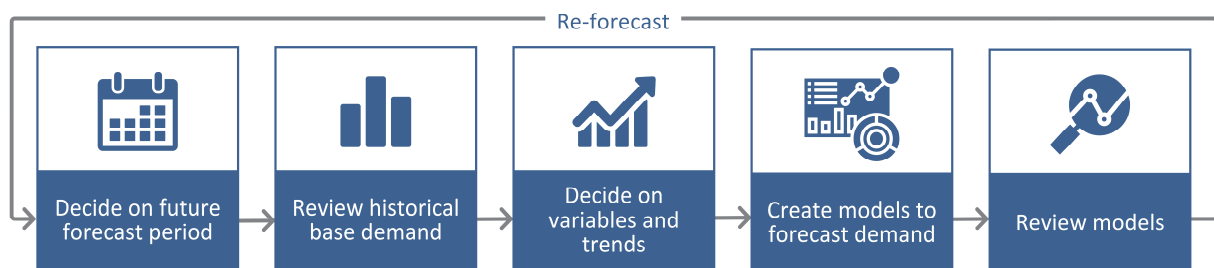 Re-forecast
Decide on future
forecast period
Review historical
base demand
Decide on
variables and
trends
Create models to
forecast demand
Review models